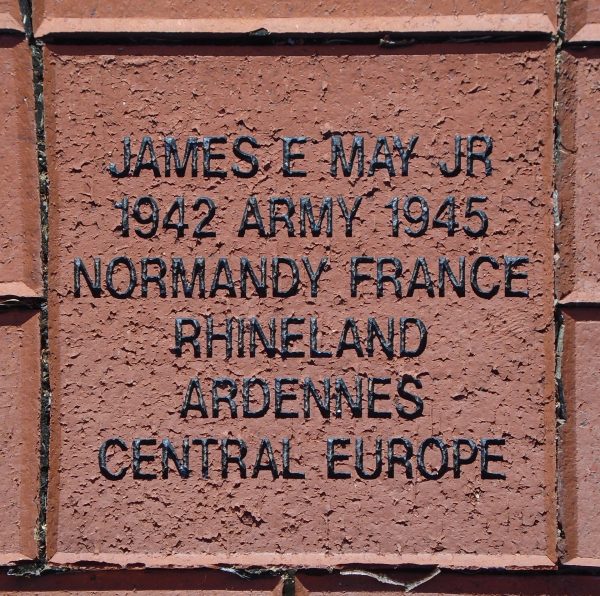 JAMES E MAY JR
1942 ARMY 1945
NORMANDY FRANCE
RHINELAND
ARDENNES
CENTRAL EUROPE